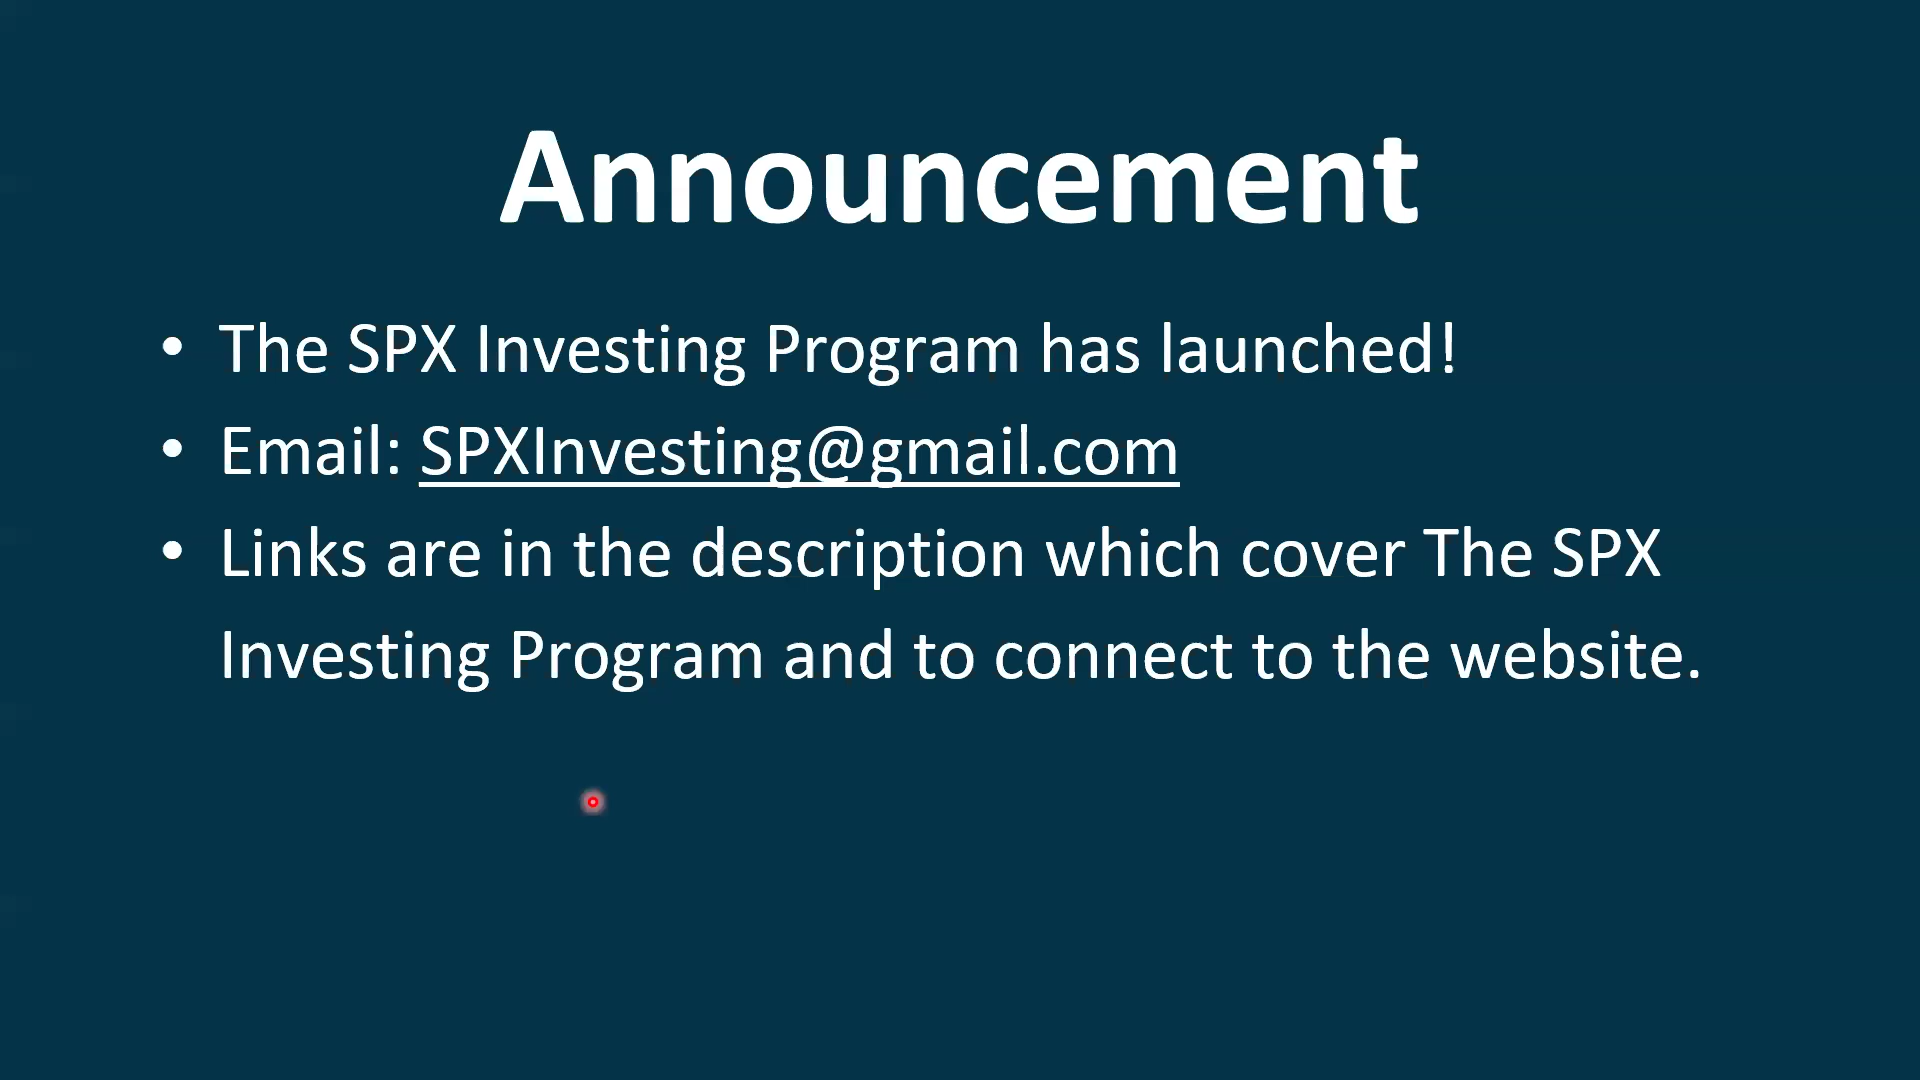 Announcement
• The SPX Investing Program has launched!
• Email: SPXInvesting@gmail.com
• Links are in the description which cover The SPX
Investing Program and to connect to the website.